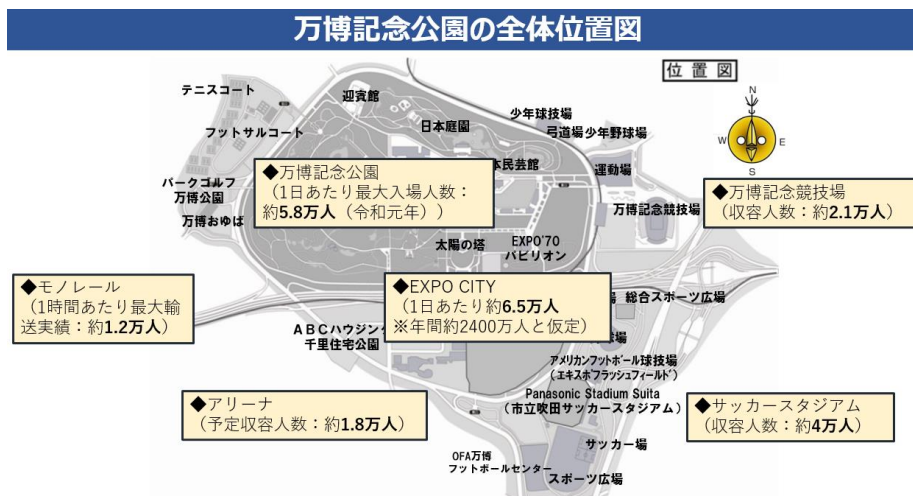 万博記念公園の全体位置図
位置図
N
W
E
S
テニスコート
迎賓館
日本庭園
少年球技場
弓道場
少年野球場
フットサルコート
本民芸館
運動場
◆万博記念公園
（1日あたり最大入場人数：
約5.8万人（令和元年））
パークゴルフ
万博公園
万博おゆば
万博記念競技場
◆万博記念競技場
（収容人数：約2.1万人）
太陽の塔
EXPO'70
パビリオン
◆モノレール
（1時間あたり最大輸
送実績：約1.2万人）
◆EXPO CITY
（1日あたり約6.5万人
※年間約2400万人と仮定）
総合スポーツ広場
ABCハウジング
千里住宅公園
アメリカンフットボール球技場
（エキスポフラッシュフィールド）
Panasonic Stadium Suita
（市立吹田サッカースタジアム）
◆アリーナ
（予定収容人数：約1.8万人）
◆サッカースタジアム
（収容人数：約4万人）
サッカー場
OFA万博
フットボールセンター
スポーツ広場